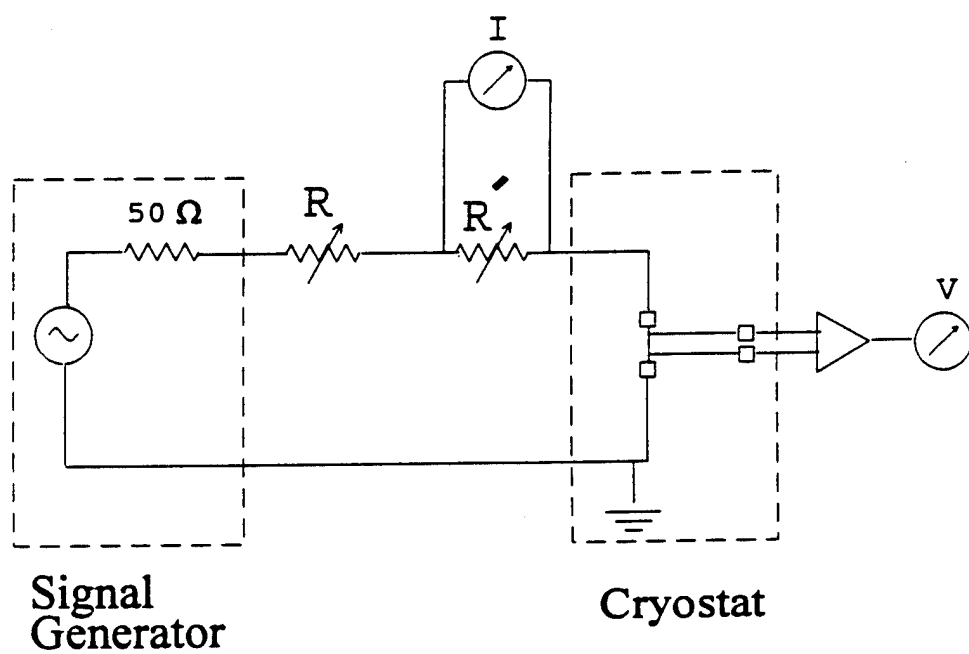 I
50 Ω
R
R'
V
Signal
Generator
Cryostat